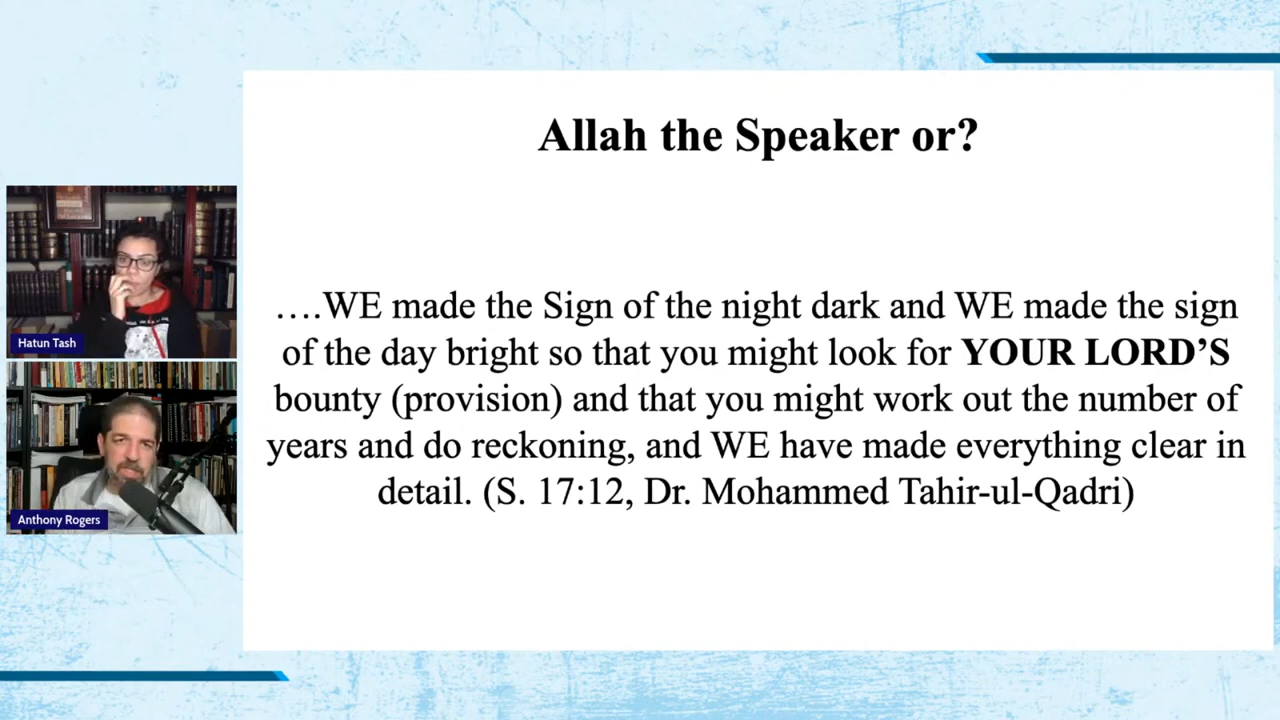 Allah the Speaker or?
….WE made the Sign of the night dark and WE made the sign
of the day bright so that you might look for YOUR LORD’S
bounty (provision) and that you might work out the number of
years and do reckoning, and WE have made everything clear in
detail. (S. 17:12, Dr. Mohammed Tahir-ul-Qadri)
Hatun Tash
Anthony Rogers